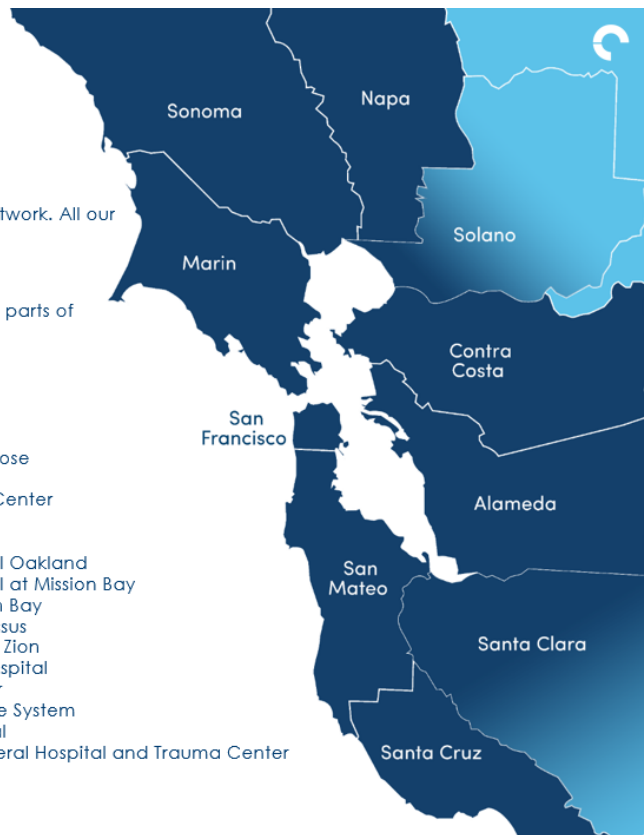 twork. All our
parts of
ose
Center
l Oakland
l at Mission Bay
n Bay
sus
Zion
spital
e System
al
eral Hospital and Trauma Center
Sonoma
Napa
Solano
Marin
Contra
Costa
San
Francisco
Alameda
San
Mateo
Santa Clara
Santa Cruz